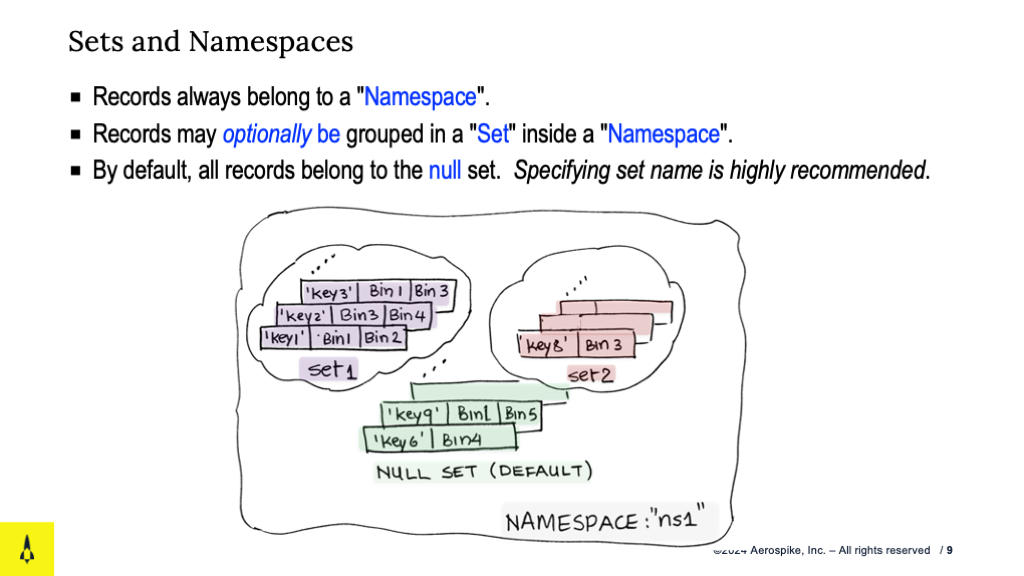 Sets and Namespaces
Records always belong to a "Namespace".
Records may optionally be grouped in a "Set" inside a "Namespace".
By default, all records belong to the null set. Specifying set name is highly recommended.
'key3' Bin1 Bin3
'key2' Bin3 Bin4
'key1' Bin1 Bin2
set1
'key8' Bin3
set2
'key9' Bin1 Bin5
'key6' Bin4
NULL SET (DEFAULT)
NAMESPACE:"ns1"
©2024 Aerospike, Inc. – All rights reserved / 9